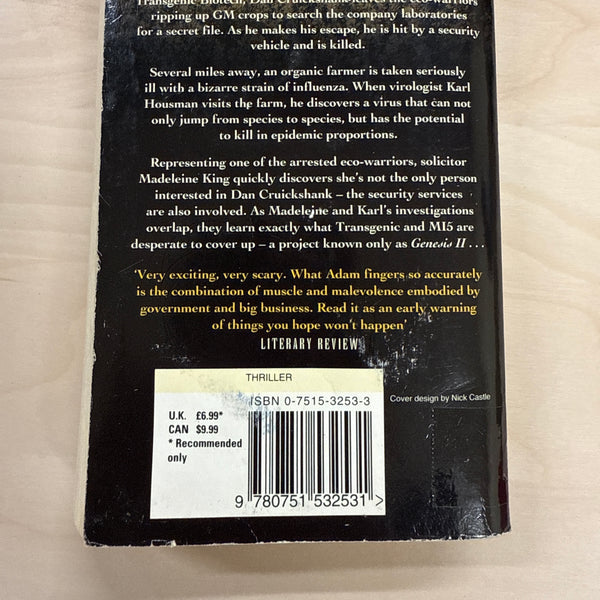 Transgenic Biotech, Dan Cruickshank leaves the eco-warriors
ripping up GM crops to search the company laboratories
for a secret file. As he makes his escape, he is hit by a security
vehicle and is killed.
Several miles away, an organic farmer is taken seriously
ill with a bizarre strain of influenza. When virologist Karl
Housman visits the farm, he discovers a virus that can not
only jump from species to species, but has the potential
to kill in epidemic proportions.
Representing one of the arrested eco-warriors, solicitor
Madeleine King quickly discovers she's not the only person
interested in Dan Cruickshank – the security services
are also involved. As Madeleine and Karl's investigations
overlap, they learn exactly what Transgenic and MI5 are
desperate to cover up – a project known only as Genesis II . . .
'Very exciting, very scary. What Adam fingers so accurately
is the combination of muscle and malevolence embodied by
government and big business. Read it as an early warning
of things you hope won't happen'
LITERARY REVIEW
THRILLER
ISBN 0-7515-3253-3
U.K. £6.99*
CAN $9.99
* Recommended
only
9 780751 532531 >
Cover design by Nick Castle